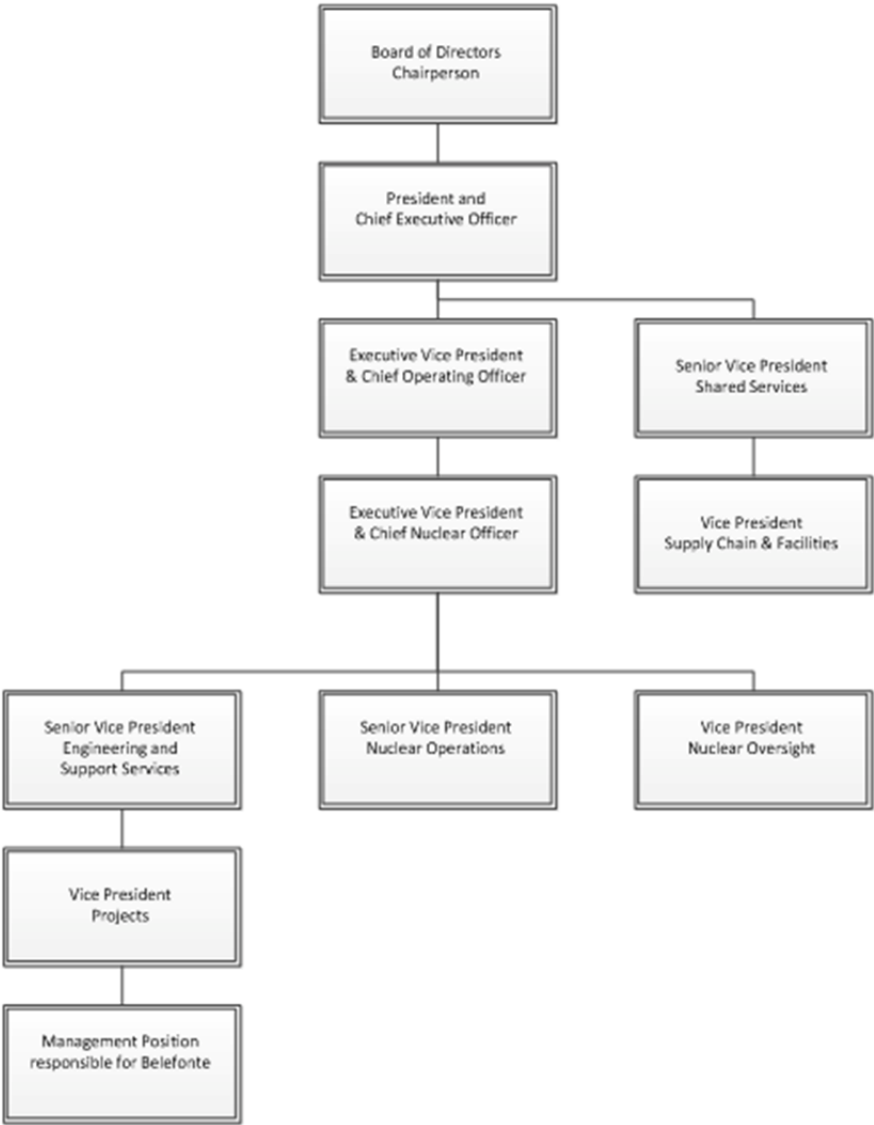 Board of Directors
Chairperson
President and
Chief Executive Officer
Executive Vice President
& Chief Operating Officer
Senior Vice President
Shared Services
Executive Vice President
& Chief Nuclear Officer
Vice President
Supply Chain & Facilities
Senior Vice President
Engineering and
Support Services
Senior Vice President
Nuclear Operations
Vice President
Nuclear Oversight
Vice President
Projects
Management Position
responsible for Belefonte